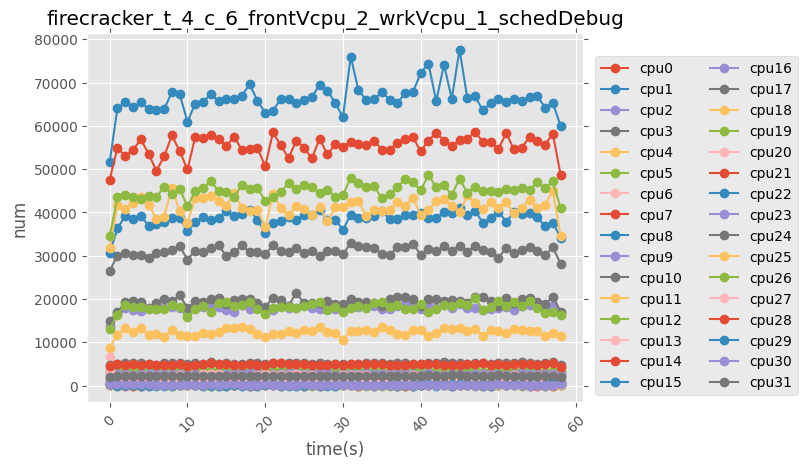 firecracker_t_4_c_6_frontVcpu_2_wrkVcpu_1_schedDebug
80000
70000
60000
50000
40000
30000
20000
10000
0
num
0
10
20
30
40
50
60
time(s)
cpu0
cpu1
cpu2
cpu3
cpu4
cpu5
cpu6
cpu7
cpu8
cpu9
cpu10
cpu11
cpu12
cpu13
cpu14
cpu15
cpu16
cpu17
cpu18
cpu19
cpu20
cpu21
cpu22
cpu23
cpu24
cpu25
cpu26
cpu27
cpu28
cpu29
cpu30
cpu31